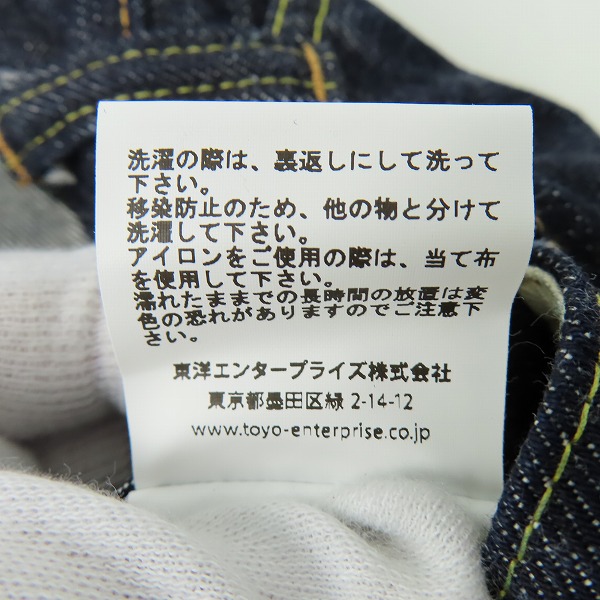 洗濯の際は、裏返しにして洗って
下さい。
移染防止のため、他の物と分けて
洗濯して下さい。
アイロンをご使用の際は、当て布
を使用して下さい。
濡れたままでの長時間の放置は変
色の恐れがありますのでご注意下
さい。
東洋エンタープライズ株式会社
東京都墨田区緑 2-14-12
www.toyo-enterprise.co.jp